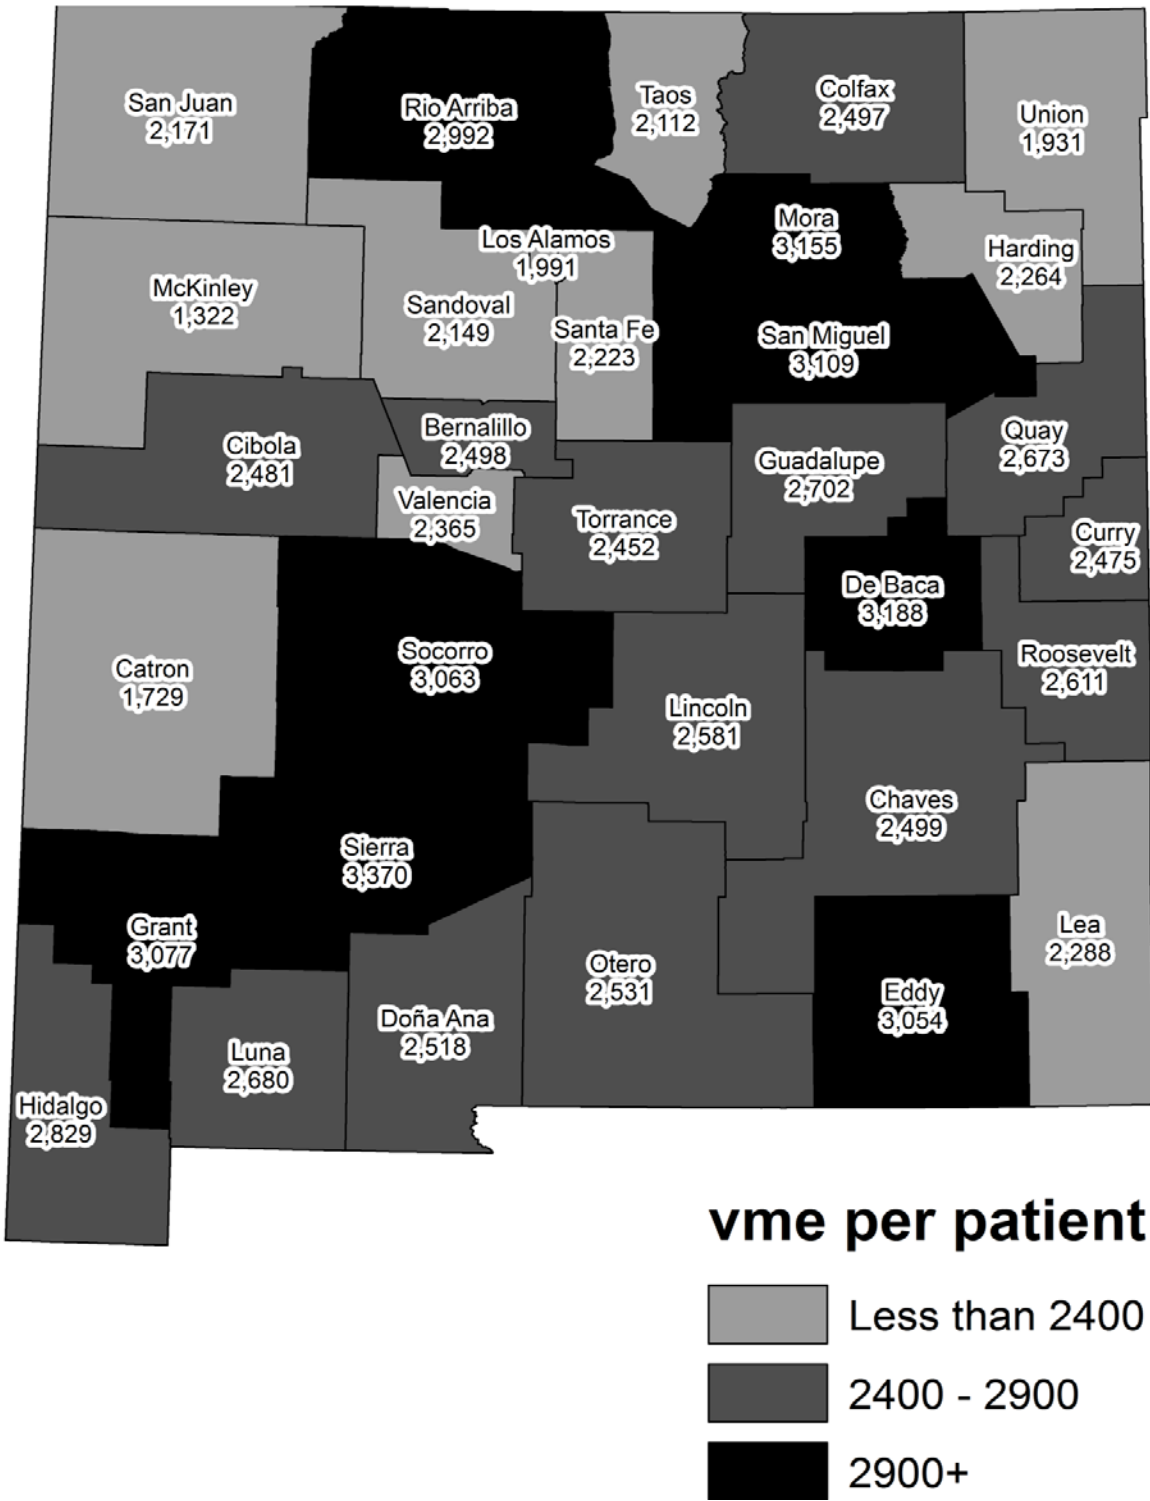 San Juan
2,171
Rio Arriba
2,992
Taos
2,112
Colfax
2,497
Union
1,931
Mora
3,155
Harding
2,264
Los Alamos
1,991
McKinley
1,322
Sandoval
2,149
Santa Fe
2,223
San Miguel
3,109
Cibola
2,481
Bernalillo
2,498
Valencia
2,365
Guadalupe
2,702
Quay
2,673
Torrance
2,452
Curry
2,475
De Baca
3,188
Catron
1,729
Socorro
3,063
Roosevelt
2,611
Lincoln
2,581
Chaves
2,499
Sierra
3,370
Grant
3,077
Lea
2,288
Otero
2,531
Eddy
3,054
Doña Ana
2,518
Luna
2,680
Hidalgo
2,829
vme per patient
Less than 2400
2400 - 2900
2900+